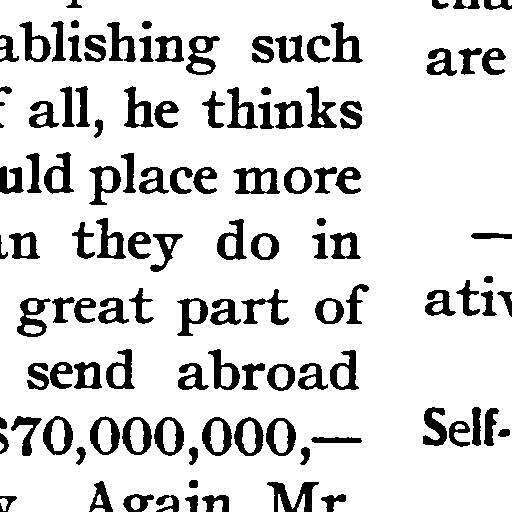 ablishing such
f all, he thinks
uld place more
an they do in
great part of
send abroad
$70,000,000,—
y Again Mr
are
—
ativ
Self-